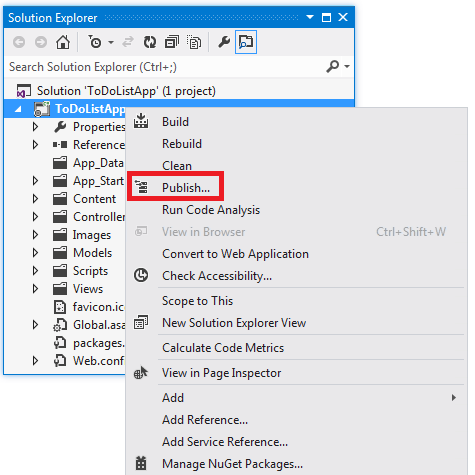 Solution Explorer
Search Solution Explorer (Ctrl+;)
Solution 'ToDoListApp' (1 project)
ToDoListApp
Properties
Reference
App_Data
App_Start
Content
Controller
Images
Models
Scripts
Views
favicon.ic
Global.asa
packages.
Web.conf
Build
Rebuild
Clean
Publish...
Run Code Analysis
View in Browser Ctrl+Shift+W
Convert to Web Application
Check Accessibility...
Scope to This
New Solution Explorer View
Calculate Code Metrics
View in Page Inspector
Add
Add Reference...
Add Service Reference...
Manage NuGet Packages...